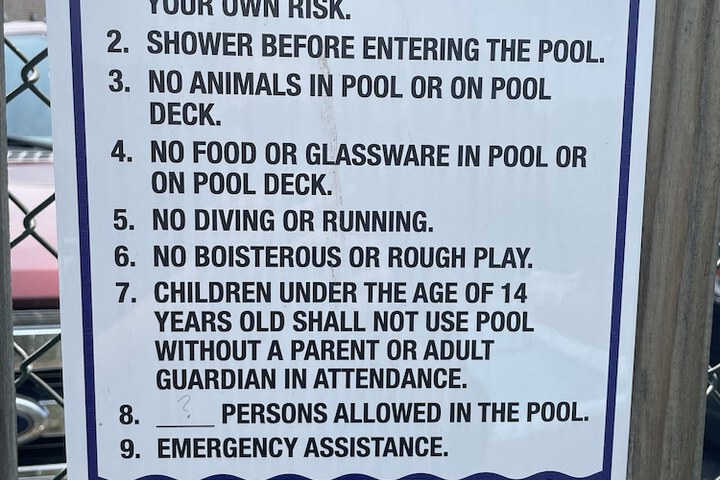 YOUR OWN RISK.
2. SHOWER BEFORE ENTERING THE POOL.
3. NO ANIMALS IN POOL OR ON POOL
DECK.
4. NO FOOD OR GLASSWARE IN POOL OR
ON POOL DECK.
5. NO DIVING OR RUNNING.
6. NO BOISTEROUS OR ROUGH PLAY.
7. CHILDREN UNDER THE AGE OF 14
YEARS OLD SHALL NOT USE POOL
WITHOUT A PARENT OR ADULT
GUARDIAN IN ATTENDANCE.
8. __?__ PERSONS ALLOWED IN THE POOL.
9. EMERGENCY ASSISTANCE.